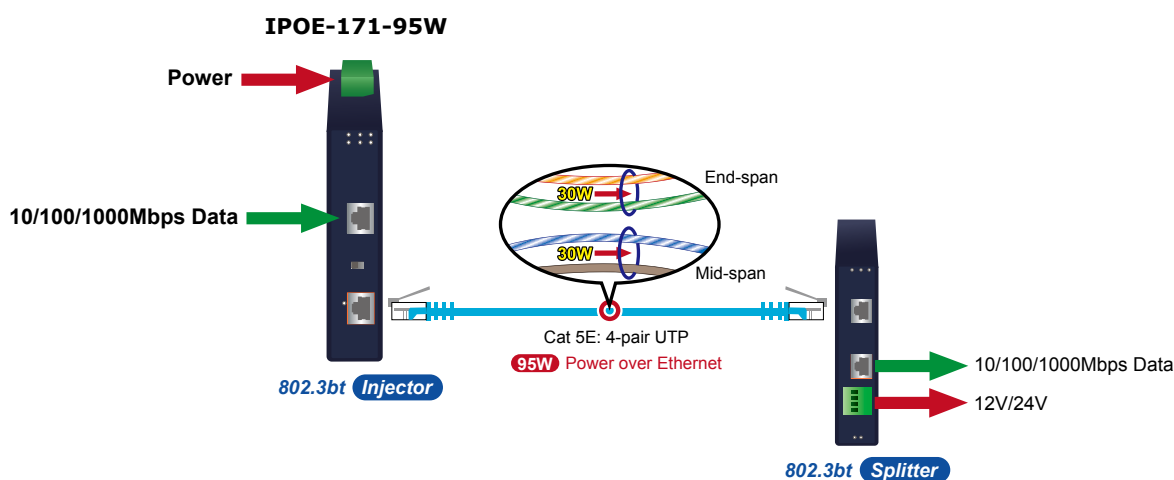 IPOE-171-95W
Power
10/100/1000Mbps Data
End-span
30W
30W
Mid-span
Cat 5E: 4-pair UTP
95W Power over Ethernet
802.3bt Injector
10/100/1000Mbps Data
12V/24V
802.3bt Splitter